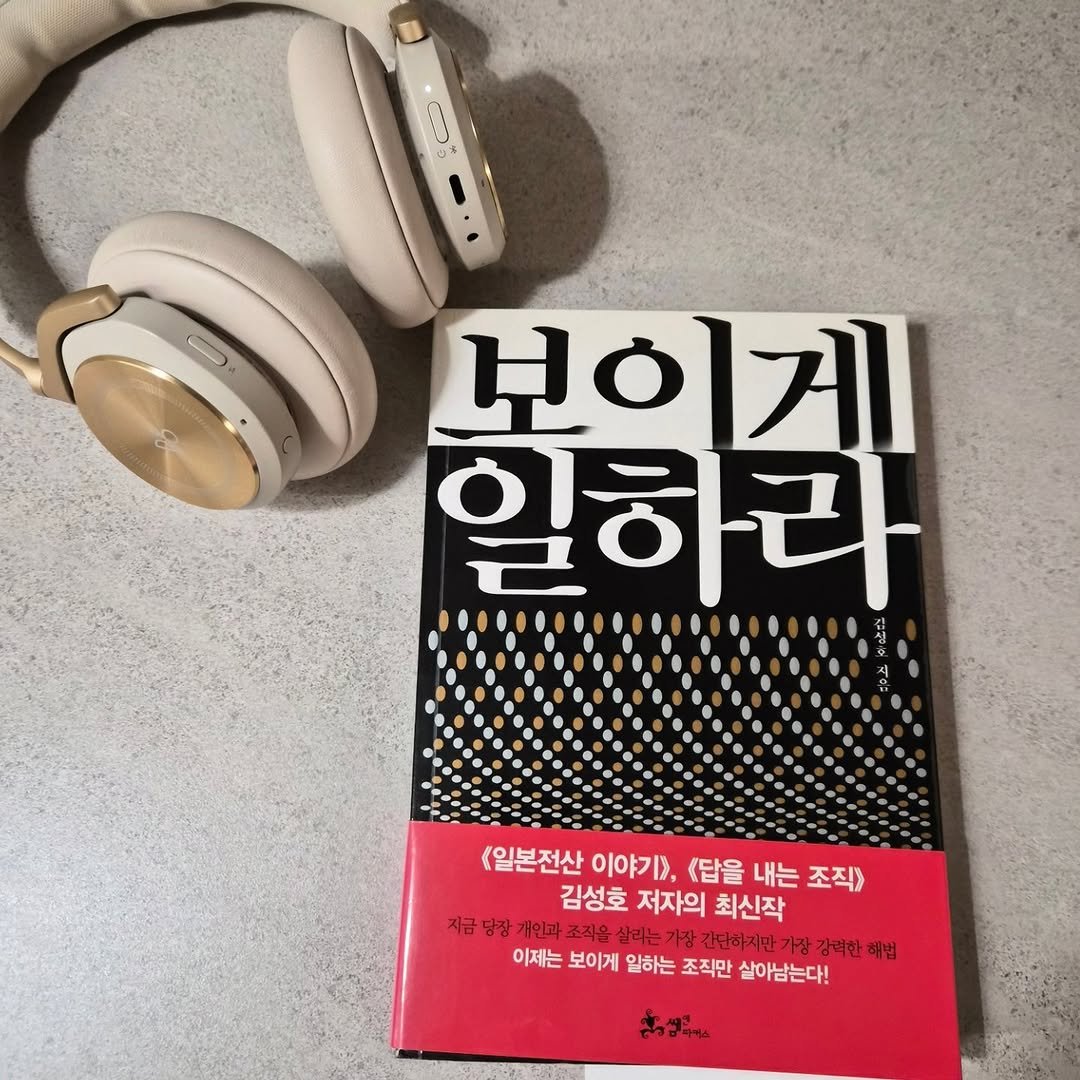 보이게
일하라
김성호 지음
《일본전산 이야기》, 《답을 내는 조직》
김성호 저자의 최신작
지금 당장 개인과 조직을 살리는 가장 간단하지만 가장 강력한 해법
이제는 보이게 일하는 조직만 살아남는다!
쌤앤파커스